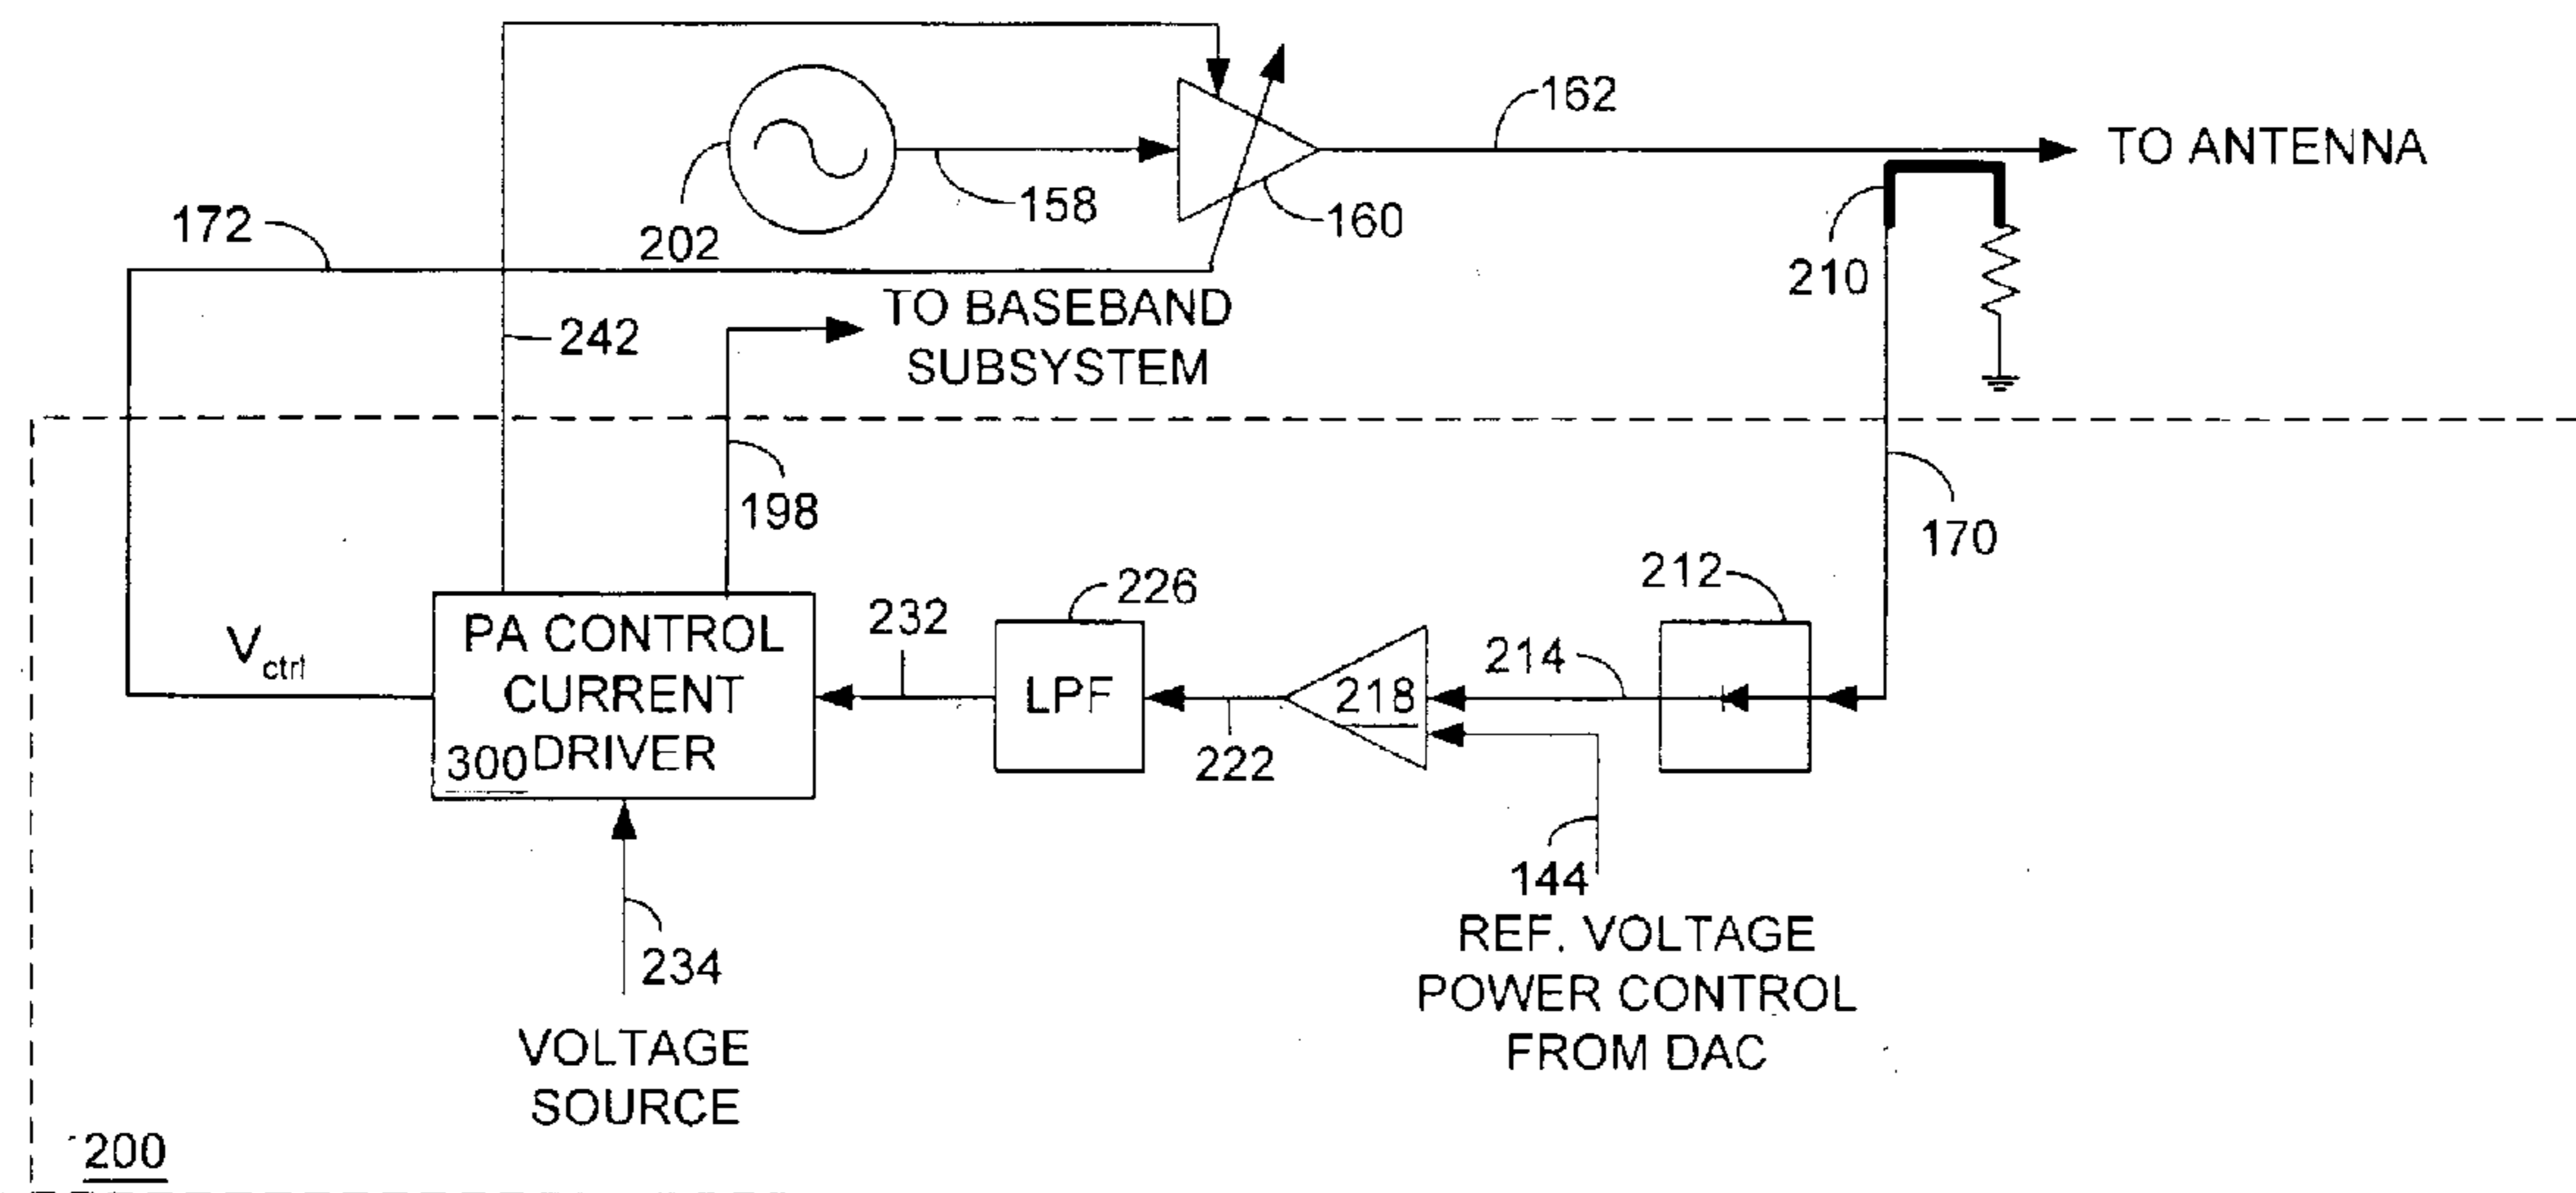 162
TO ANTENNA
158
160
172
202
210
TO BASEBAND
SUBSYSTEM
242
198
170
212
226
232
214
V ctrl
PA CONTROL
CURRENT
DRIVER
300
LPF
218
222
144
234
REF. VOLTAGE
POWER CONTROL
FROM DAC
VOLTAGE
SOURCE
200